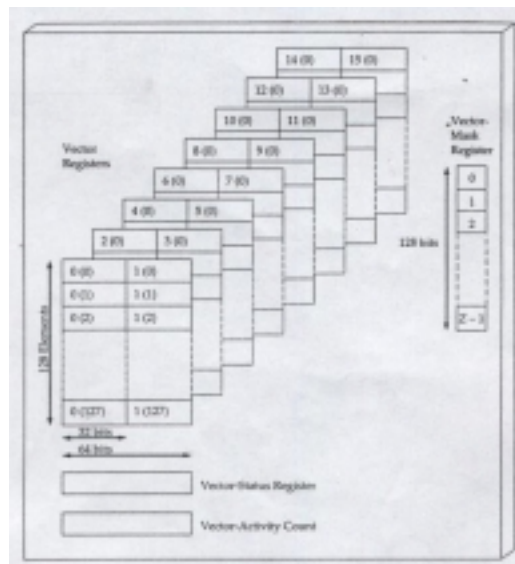 14 (0) 15 (0)
12 (0) 13 (0)
10 (0) 11 (0)
8 (0) 9 (0)
6 (0) 7 (0)
4 (0) 5 (0)
2 (0) 3 (0)
0 (0) 1 (0)
0 (1) 1 (1)
0 (2) 1 (2)
0 (127) 1 (127)
Vector
Registers
128 Elements
32 bits
64 bits
Vector-
Mask
Register
0
1
2
Z - 1
128 bits
Vector-Status Register
Vector-Activity Count